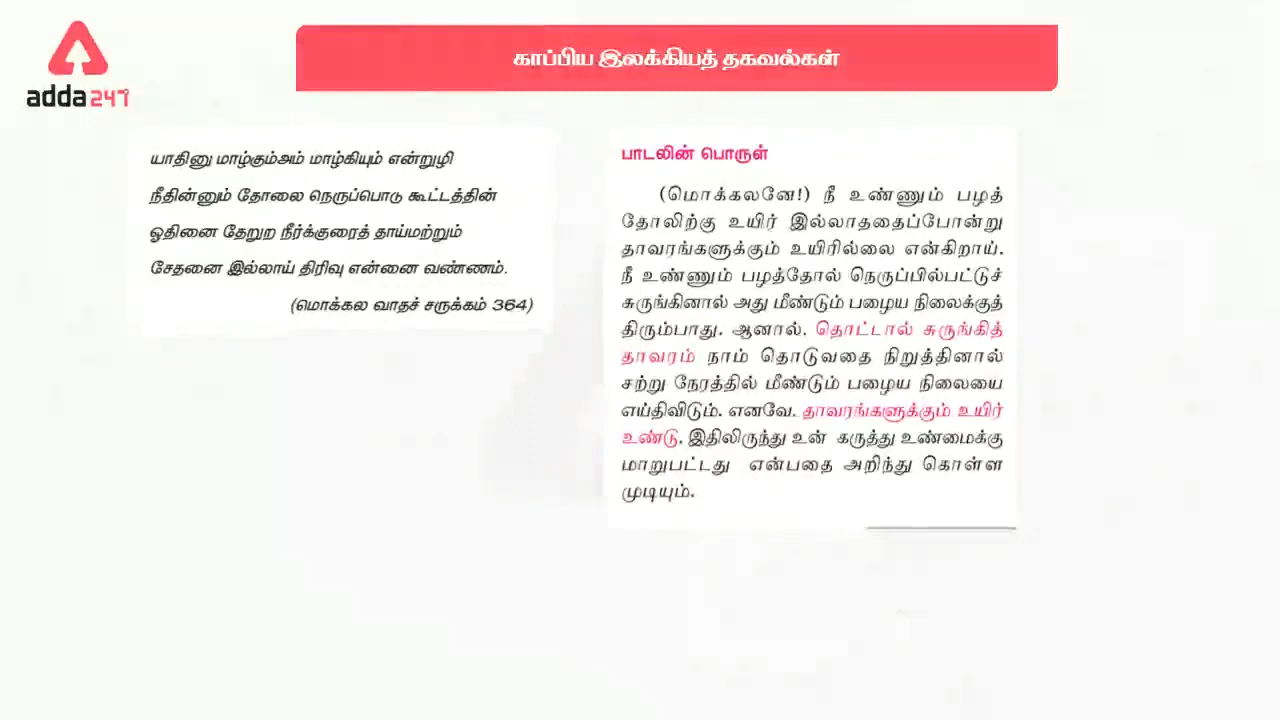 adda247
காப்பிய இலக்கியத் தகவல்கள்
யாதினு மாழ்கும்அம் மாழ்கியும் என்றுழி
நீதின்னும் தோலை நெருப்பொடு கூட்டத்தின்
ஓதினை தேறுற நீர்க்குரைத் தாய்மற்றும்
சேதனை இல்லாய் திரிவு என்னை வண்ணம்.
(மொக்கல வாதச் சருக்கம் 364)
பாடலின் பொருள்
(மொக்கலனே!) நீ உண்ணும் பழத்
தோலிற்கு உயிர் இல்லாததைப்போன்று
தாவரங்களுக்கும் உயிரில்லை என்கிறாய்.
நீ உண்ணும் பழத்தோல் நெருப்பில்பட்டுச்
சுருங்கினால் அது மீண்டும் பழைய நிலைக்குத்
திரும்பாது. ஆனால். தொட்டால் சுருங்கித்
தாவரம் நாம் தொடுவதை நிறுத்தினால்
சற்று நேரத்தில் மீண்டும் பழைய நிலையை
எய்திவிடும். எனவே. தாவரங்களுக்கும் உயிர்
உண்டு. இதிலிருந்து உன் கருத்து உண்மைக்கு
மாறுபட்டது என்பதை அறிந்து கொள்ள
முடியும்.